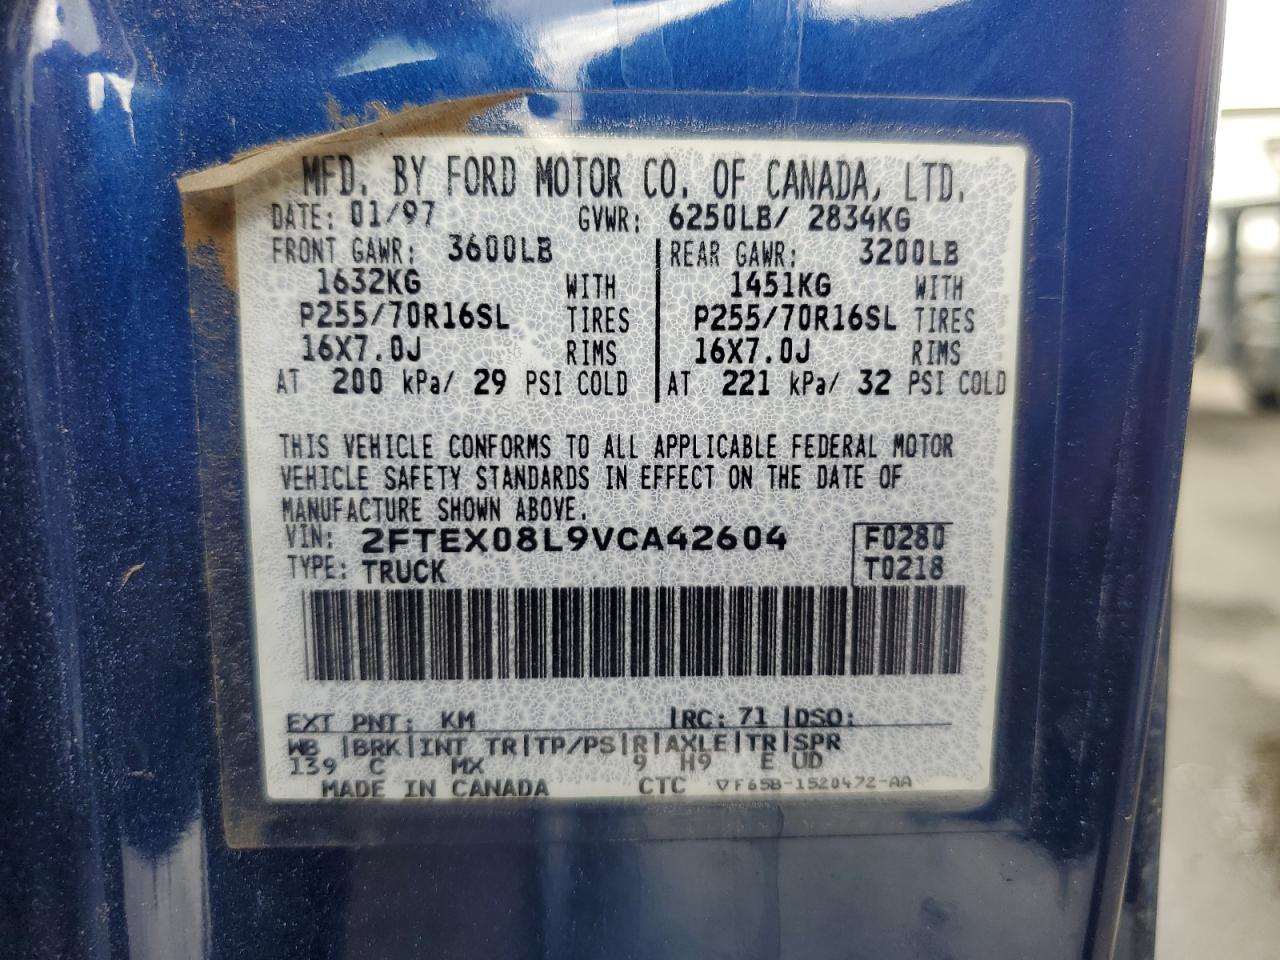 MFD. BY FORD MOTOR CO. OF CANADA, LTD.
DATE: 01/97 GVWR: 6250LB/ 2834KG
FRONT GAWR: 3600LB REAR GAWR: 3200LB
1632KG WITH 1451KG WITH
P255/70R16SL TIRES P255/70R16SL TIRES
16X7.0J RIMS 16X7.0J RIMS
AT 200 kPa/ 29 PSI COLD AT 221 kPa/ 32 PSI COLD
THIS VEHICLE CONFORMS TO ALL APPLICABLE FEDERAL MOTOR
VEHICLE SAFETY STANDARDS IN EFFECT ON THE DATE OF
MANUFACTURE SHOWN ABOVE.
VIN: 2FTEX08L9VCA42604 F0280
TYPE: TRUCK T0218
EXT PNT: KM |RC: 71 |DSO:
WB |BRK|INT TR|TP/PS|R|AXLE|TR|SPR
139 C MX 9 H9 E UD
MADE IN CANADA CTC ▽F65B-1520472-AA